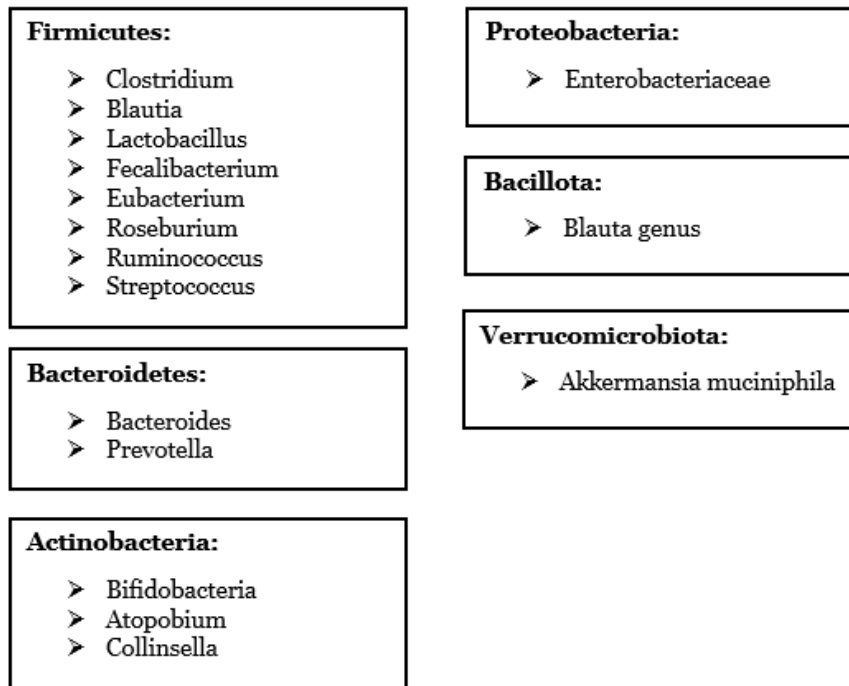 Firmicutes:
➤ Clostridium
➤ Blautia
➤ Lactobacillus
➤ Fecalibacterium
➤ Eubacterium
➤ Roseburium
➤ Ruminococcus
➤ Streptococcus
Bacteroidetes:
➤ Bacteroides
➤ Prevotella
Actinobacteria:
➤ Bifidobacteria
➤ Atopobium
➤ Collinsella
Proteobacteria:
➤ Enterobacteriaceae
Bacillota:
➤ Blauta genus
Verrucomicrobiota:
➤ Akkermansia muciniphila